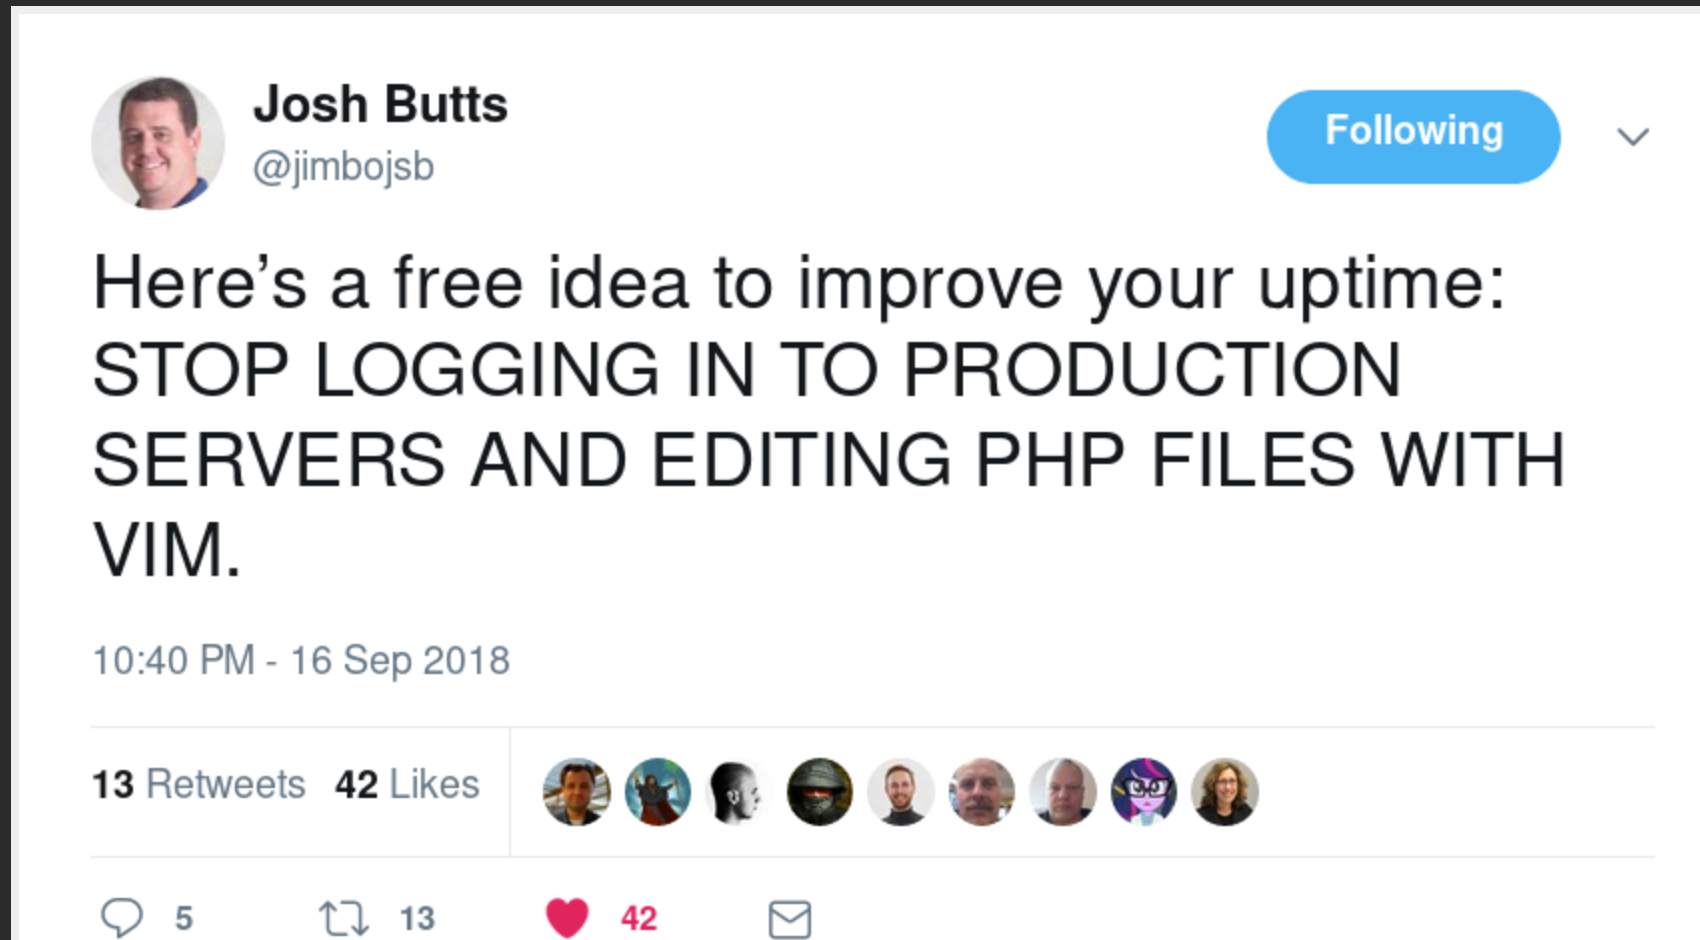 Josh Butts
@jimbojsb
Following
Here’s a free idea to improve your uptime:
STOP LOGGING IN TO PRODUCTION
SERVERS AND EDITING PHP FILES WITH
VIM.
10:40 PM - 16 Sep 2018
13 Retweets 42 Likes
5 13 42